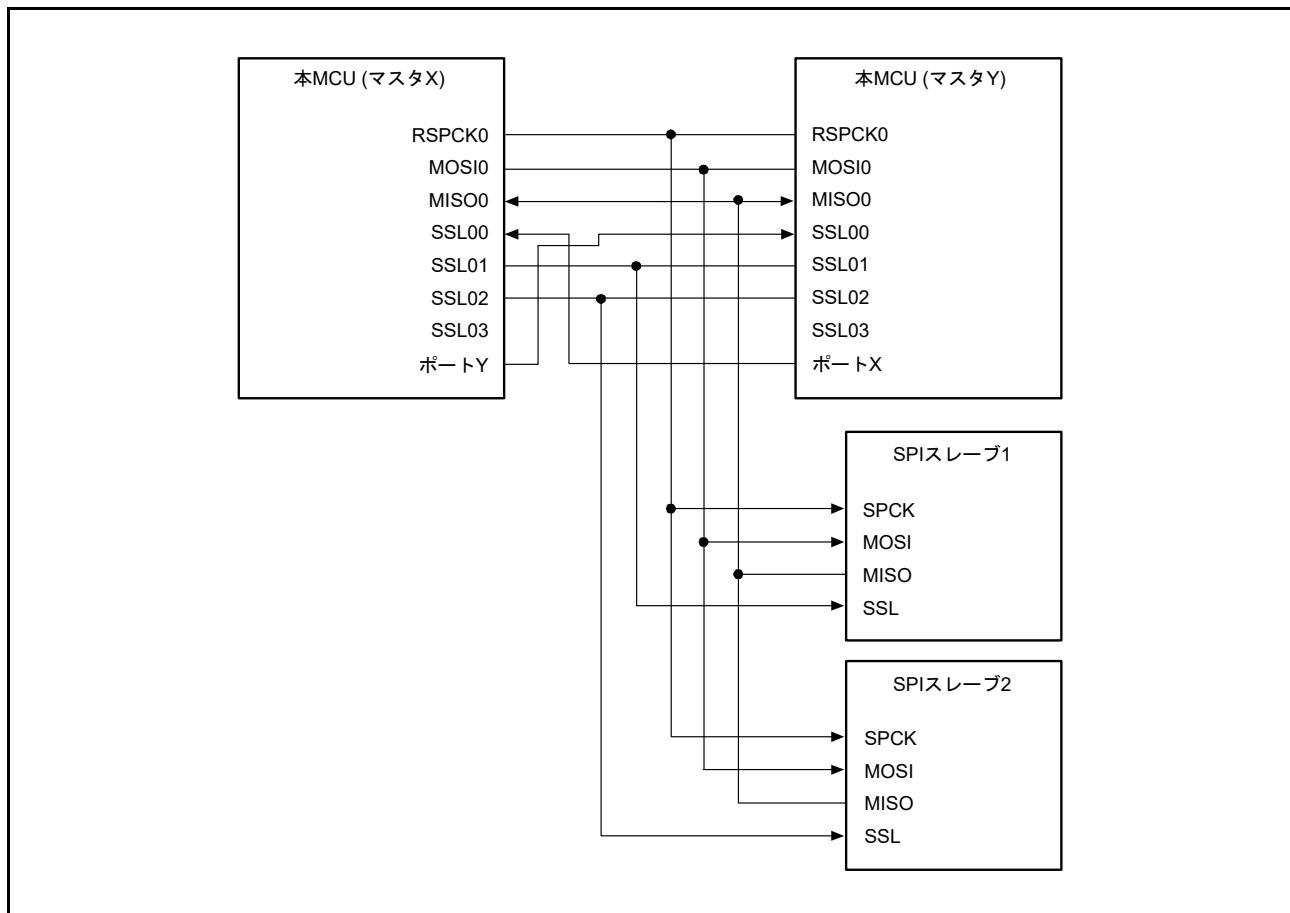 本MCU (マスタX)
RSPCK0
MOSI0
MISO0
SSL00
SSL01
SSL02
SSL03
ポートY
本MCU (マスタY)
RSPCK0
MOSI0
MISO0
SSL00
SSL01
SSL02
SSL03
ポートX
SPIスレーブ1
SPCK
MOSI
MISO
SSL
SPIスレーブ2
SPCK
MOSI
MISO
SSL